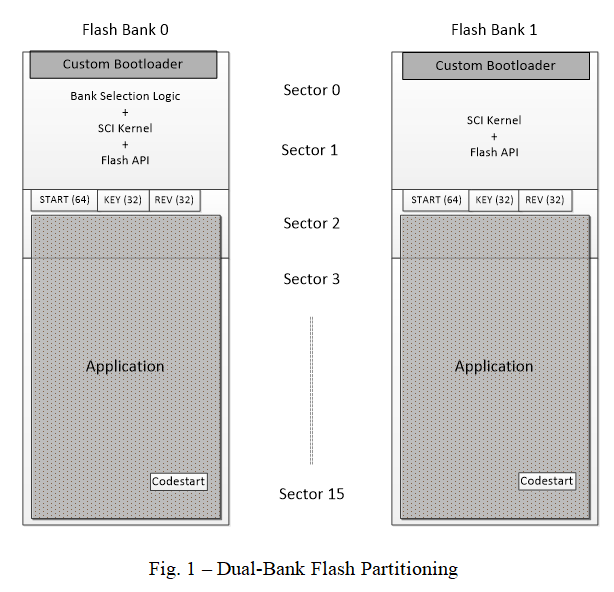 Flash Bank 0
Flash Bank 1
Custom Bootloader
Bank Selection Logic
+
SCI Kernel
+
Flash API
START (64) KEY (32) REV (32)
Application
Codestart
Sector 0
Sector 1
Sector 2
Sector 3
Sector 15
Custom Bootloader
SCI Kernel
+
Flash API
START (64) KEY (32) REV (32)
Application
Codestart
Fig. 1 – Dual-Bank Flash Partitioning